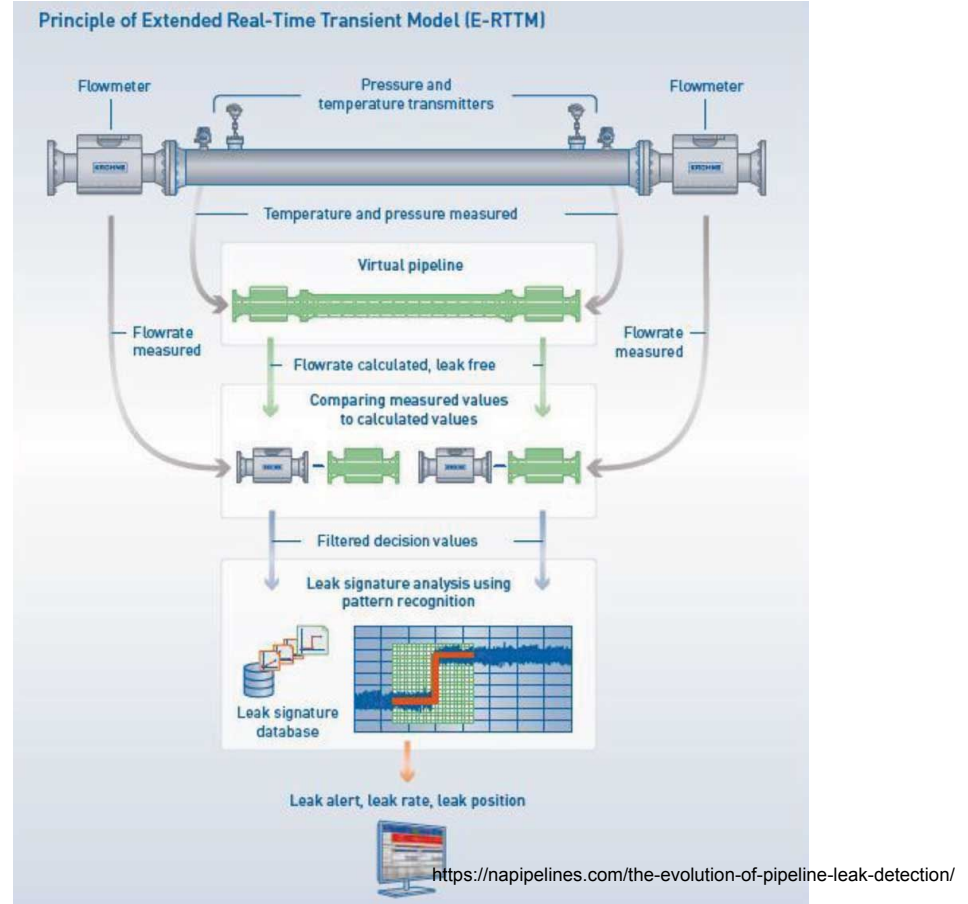 Principle of Extended Real-Time Transient Model (E-RTTM)
Flowmeter
Pressure and
temperature transmitters
Flowmeter
KROHNE
KROHNE
Temperature and pressure measured
Virtual pipeline
Flowrate
measured
Flowrate
measured
Flowrate calculated, leak free
Comparing measured values
to calculated values
Filtered decision values
Leak signature analysis using
pattern recognition
Leak signature
database
Leak alert, leak rate, leak position
https://napipelines.com/the-evolution-of-pipeline-leak-detection/